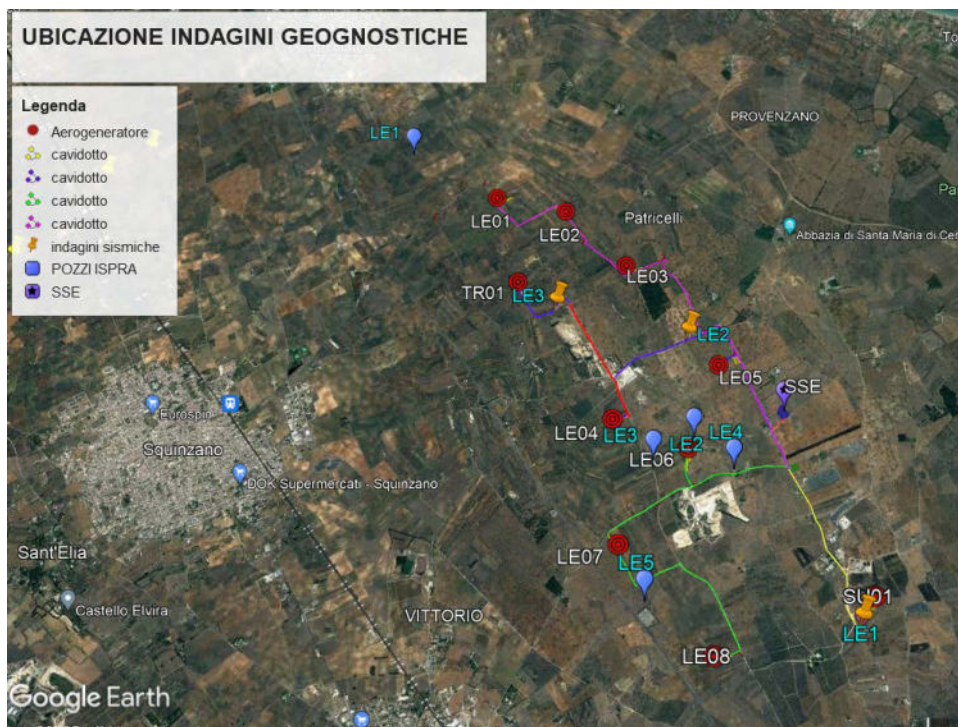 UBICAZIONE INDAGINI GEOGNOSTICHE
Legenda
Aerogeneratore
cavidotto
cavidotto
cavidotto
cavidotto
indagini sismiche
POZZI ISPRA
SSE
LE1
PROVENZANO
LE01
LE02
Patricelli
Abbazia di Santa Maria di Cer
LE03
TR01
LE3
LE2
LE05
SSE
Eurospin
LE04
LE3
LE2
LE4
Squinzano
LE06
DOK Supermercati - Squinzano
Sant'Elia
LE07
LE5
Castello Elvira
VITTORIO
SU01
LE1
LE08
Google Earth